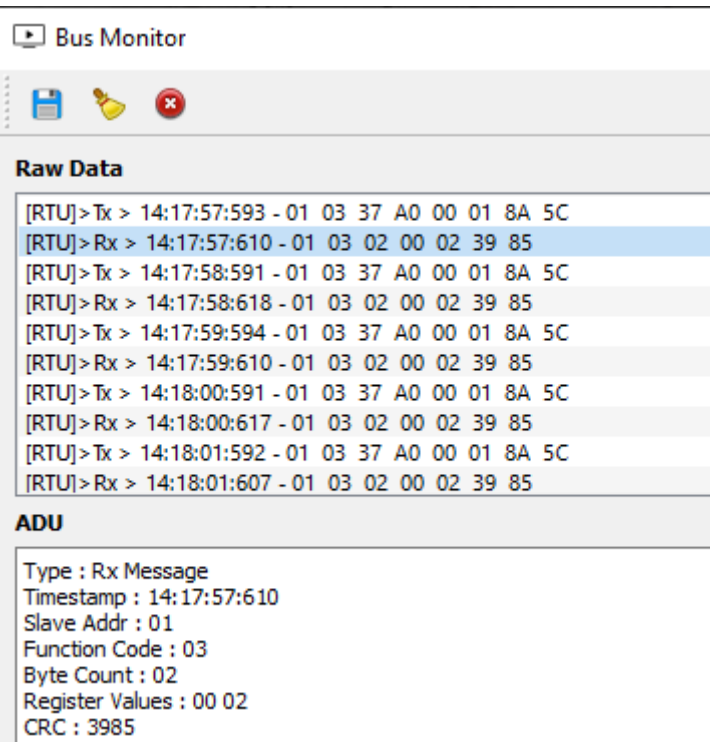 Bus Monitor
Raw Data
[RTU]>Tx > 14:17:57:593 - 01 03 37 A0 00 01 8A 5C
[RTU]>Rx > 14:17:57:610 - 01 03 02 00 02 39 85
[RTU]>Tx > 14:17:58:591 - 01 03 37 A0 00 01 8A 5C
[RTU]>Rx > 14:17:58:618 - 01 03 02 00 02 39 85
[RTU]>Tx > 14:17:59:594 - 01 03 37 A0 00 01 8A 5C
[RTU]>Rx > 14:17:59:610 - 01 03 02 00 02 39 85
[RTU]>Tx > 14:18:00:591 - 01 03 37 A0 00 01 8A 5C
[RTU]>Rx > 14:18:00:617 - 01 03 02 00 02 39 85
[RTU]>Tx > 14:18:01:592 - 01 03 37 A0 00 01 8A 5C
[RTU]>Rx > 14:18:01:607 - 01 03 02 00 02 39 85
ADU
Type : Rx Message
Timestamp : 14:17:57:610
Slave Addr : 01
Function Code : 03
Byte Count : 02
Register Values : 00 02
CRC : 3985